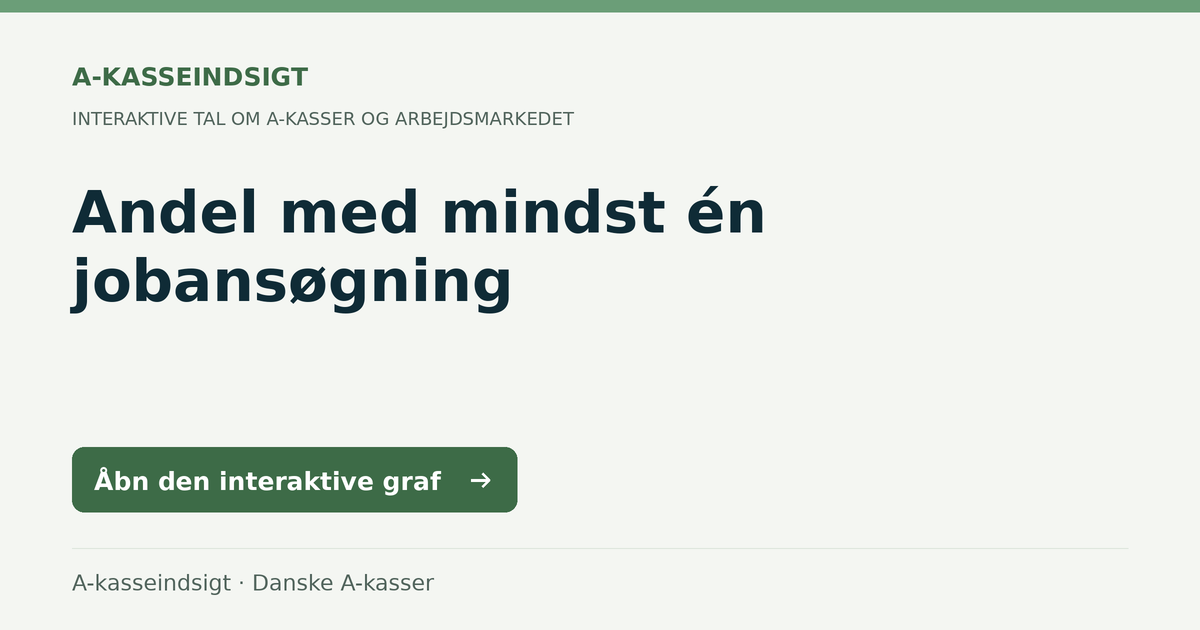 A-KASSEINDSIGT
INTERAKTIVE TAL OM A-KASSER OG ARBEJDSMARKEDET
Andel med mindst én
jobansøgning
Åbn den interaktive graf →
A-kasseindsigt · Danske A-kasser